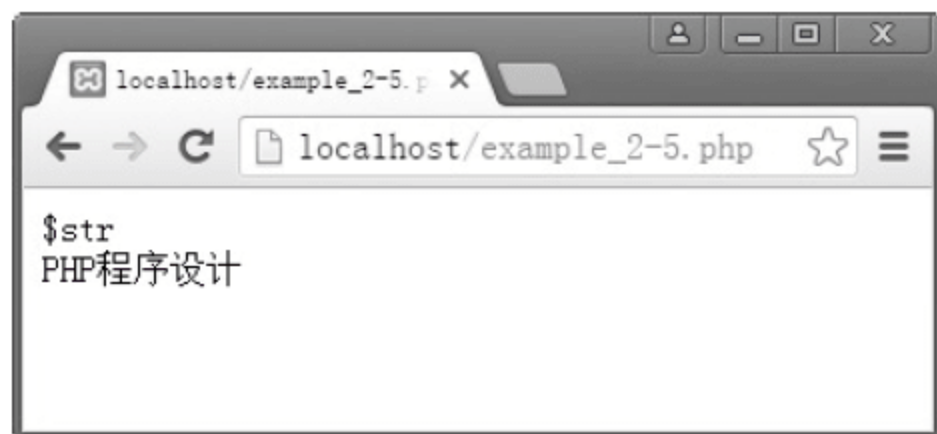 localhost/example_2-5.p
localhost/example_2-5.php
$str
PHP程序设计